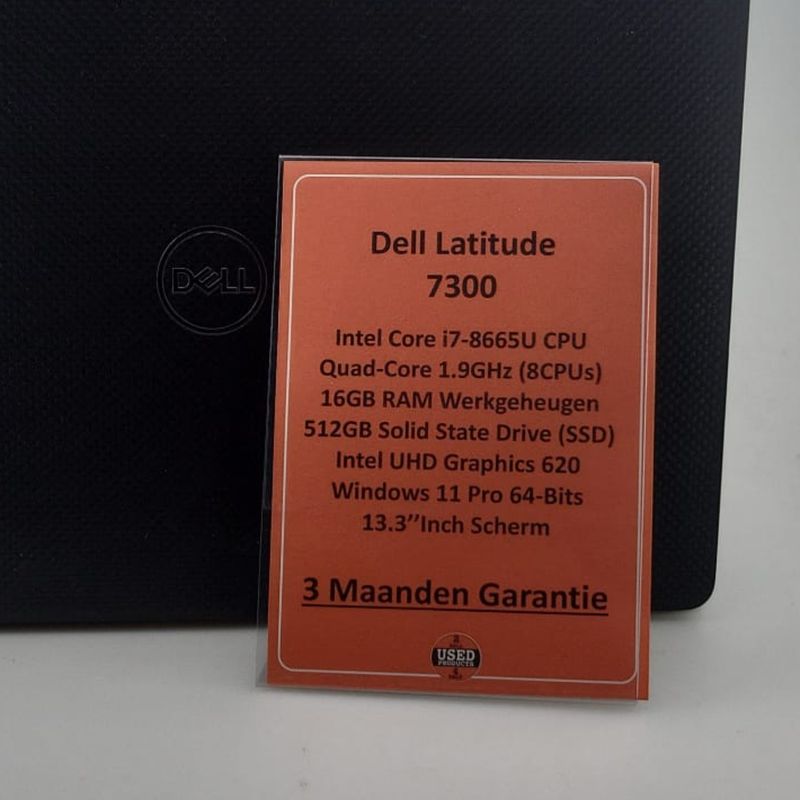 DELL
Dell Latitude
7300
Intel Core i7-8665U CPU
Quad-Core 1.9GHz (8CPUs)
16GB RAM Werkgeheugen
512GB Solid State Drive (SSD)
Intel UHD Graphics 620
Windows 11 Pro 64-Bits
13.3’’Inch Scherm
3 Maanden Garantie
USED
PRODUCTS